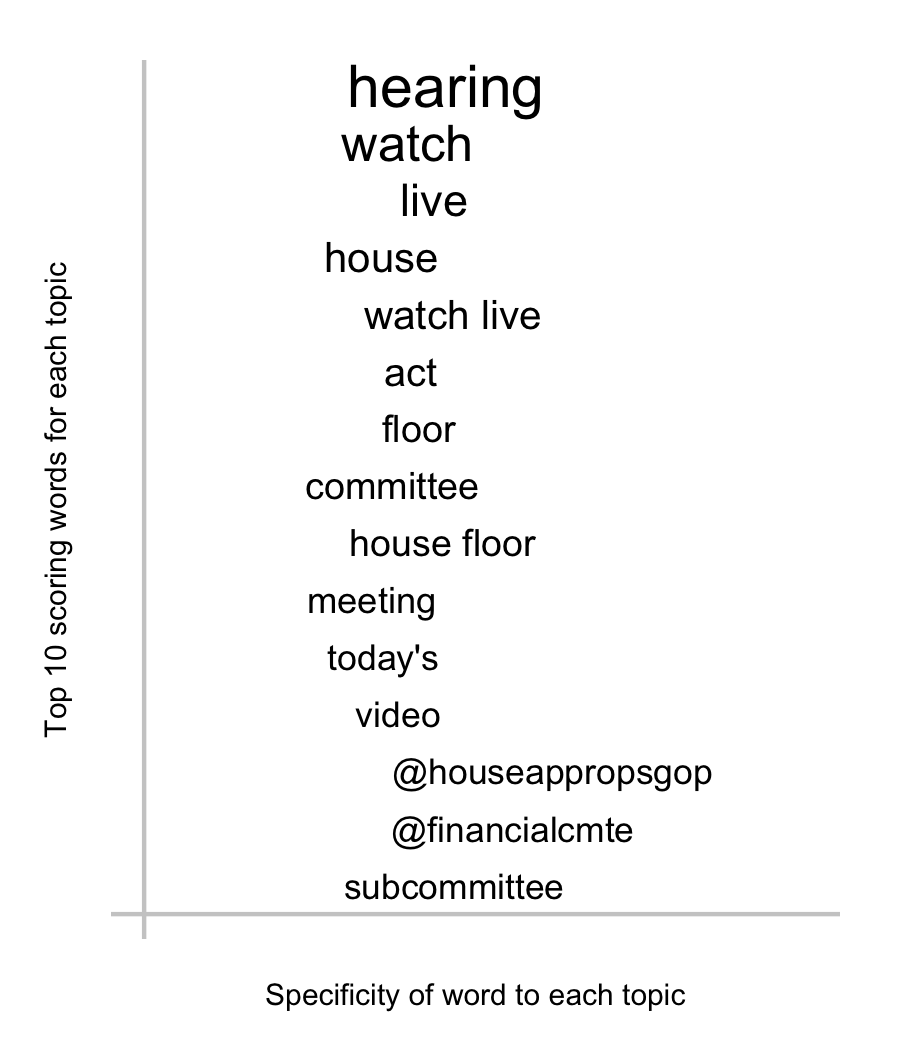 Top 10 scoring words for each topic
hearing
watch
live
house
watch live
act
floor
committee
house floor
meeting
today's
video
@houseappropsgop
@financialcmte
subcommittee
Specificity of word to each topic